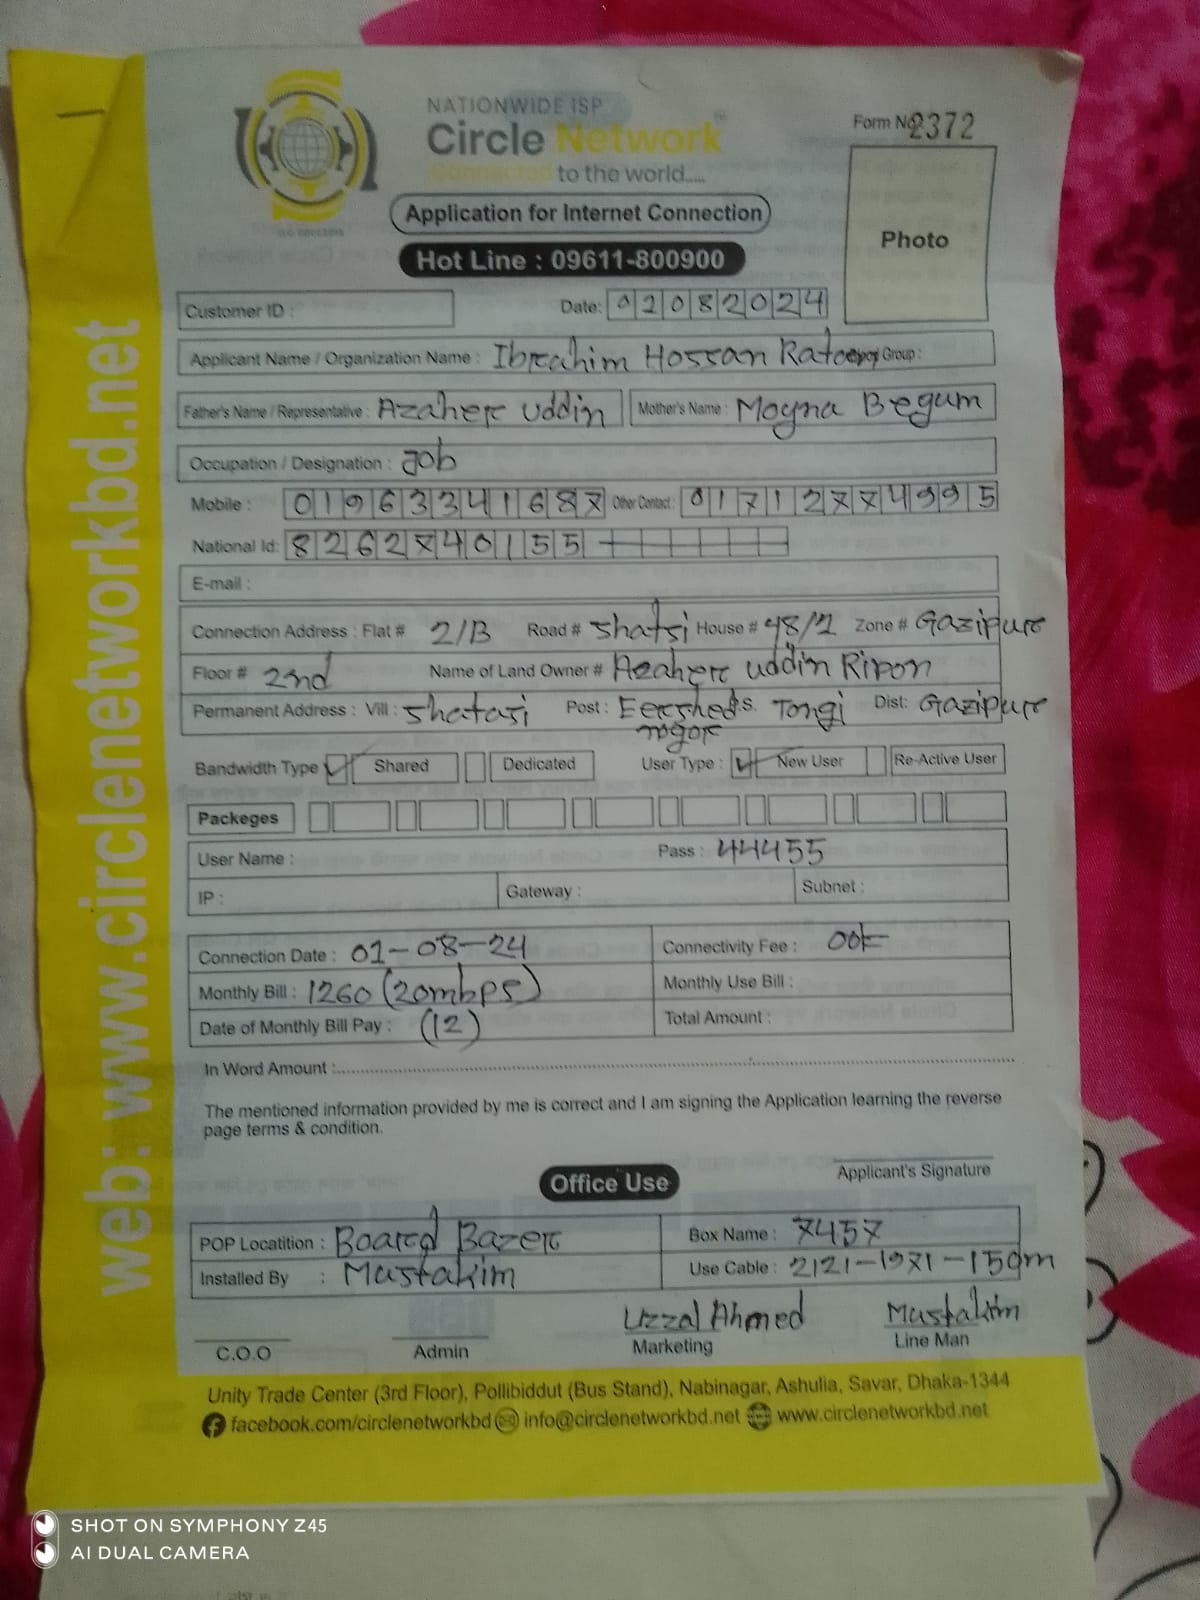 NATIONWIDE ISP
Circle Network
Connected to the world.....
Form No 2372
Application for Internet Connection
Photo
Hot Line : 09611-800900
Customer ID :
Date: 02082024
Applicant Name / Organization Name : Ibrahim Hossan Group :
Father's Name / Representative : Azaher uddin Mother's Name : Moyna Begum
Occupation / Designation : Job
Mobile : 01963341687 Other Contact : 01712774995
National Id: 8262740155
E-mail :
Connection Address : Flat # 2/B Road # House # 48/2 Zone # Gazipure
Floor # 2nd Name of Land Owner # Azaher uddin Ripon
Permanent Address : Vill : Shatasi Post : P.S. Tongi Dist: Gazipure
Bandwidth Type Shared Dedicated User Type : New User Re-Active User
Packeges
User Name : Pass : 44455
IP : Gateway : Subnet :
Connection Date : 01-08-24 Connectivity Fee :
Monthly Bill : 1260 (20mbps) Monthly Use Bill :
Date of Monthly Bill Pay : (12) Total Amount :
In Word Amount :
The mentioned information provided by me is correct and I am signing the Application learning the reverse
page terms & condition.
Applicant's Signature
Office Use
POP Locatition : Board Bazer Box Name : 7457
Installed By : Mustakim Use Cable : 2121-1971-150m
Uzzal Ahmed Mustakim
C.O.O Admin Marketing Line Man
Unity Trade Center (3rd Floor), Pollibiddut (Bus Stand), Nabinagar, Ashulia, Savar, Dhaka-1344
facebook.com/circlenetworkbd info@circlenetworkbd.net www.circlenetworkbd.net
web: www.circlenetworkbd.net
SHOT ON SYMPHONY Z45
AI DUAL CAMERA